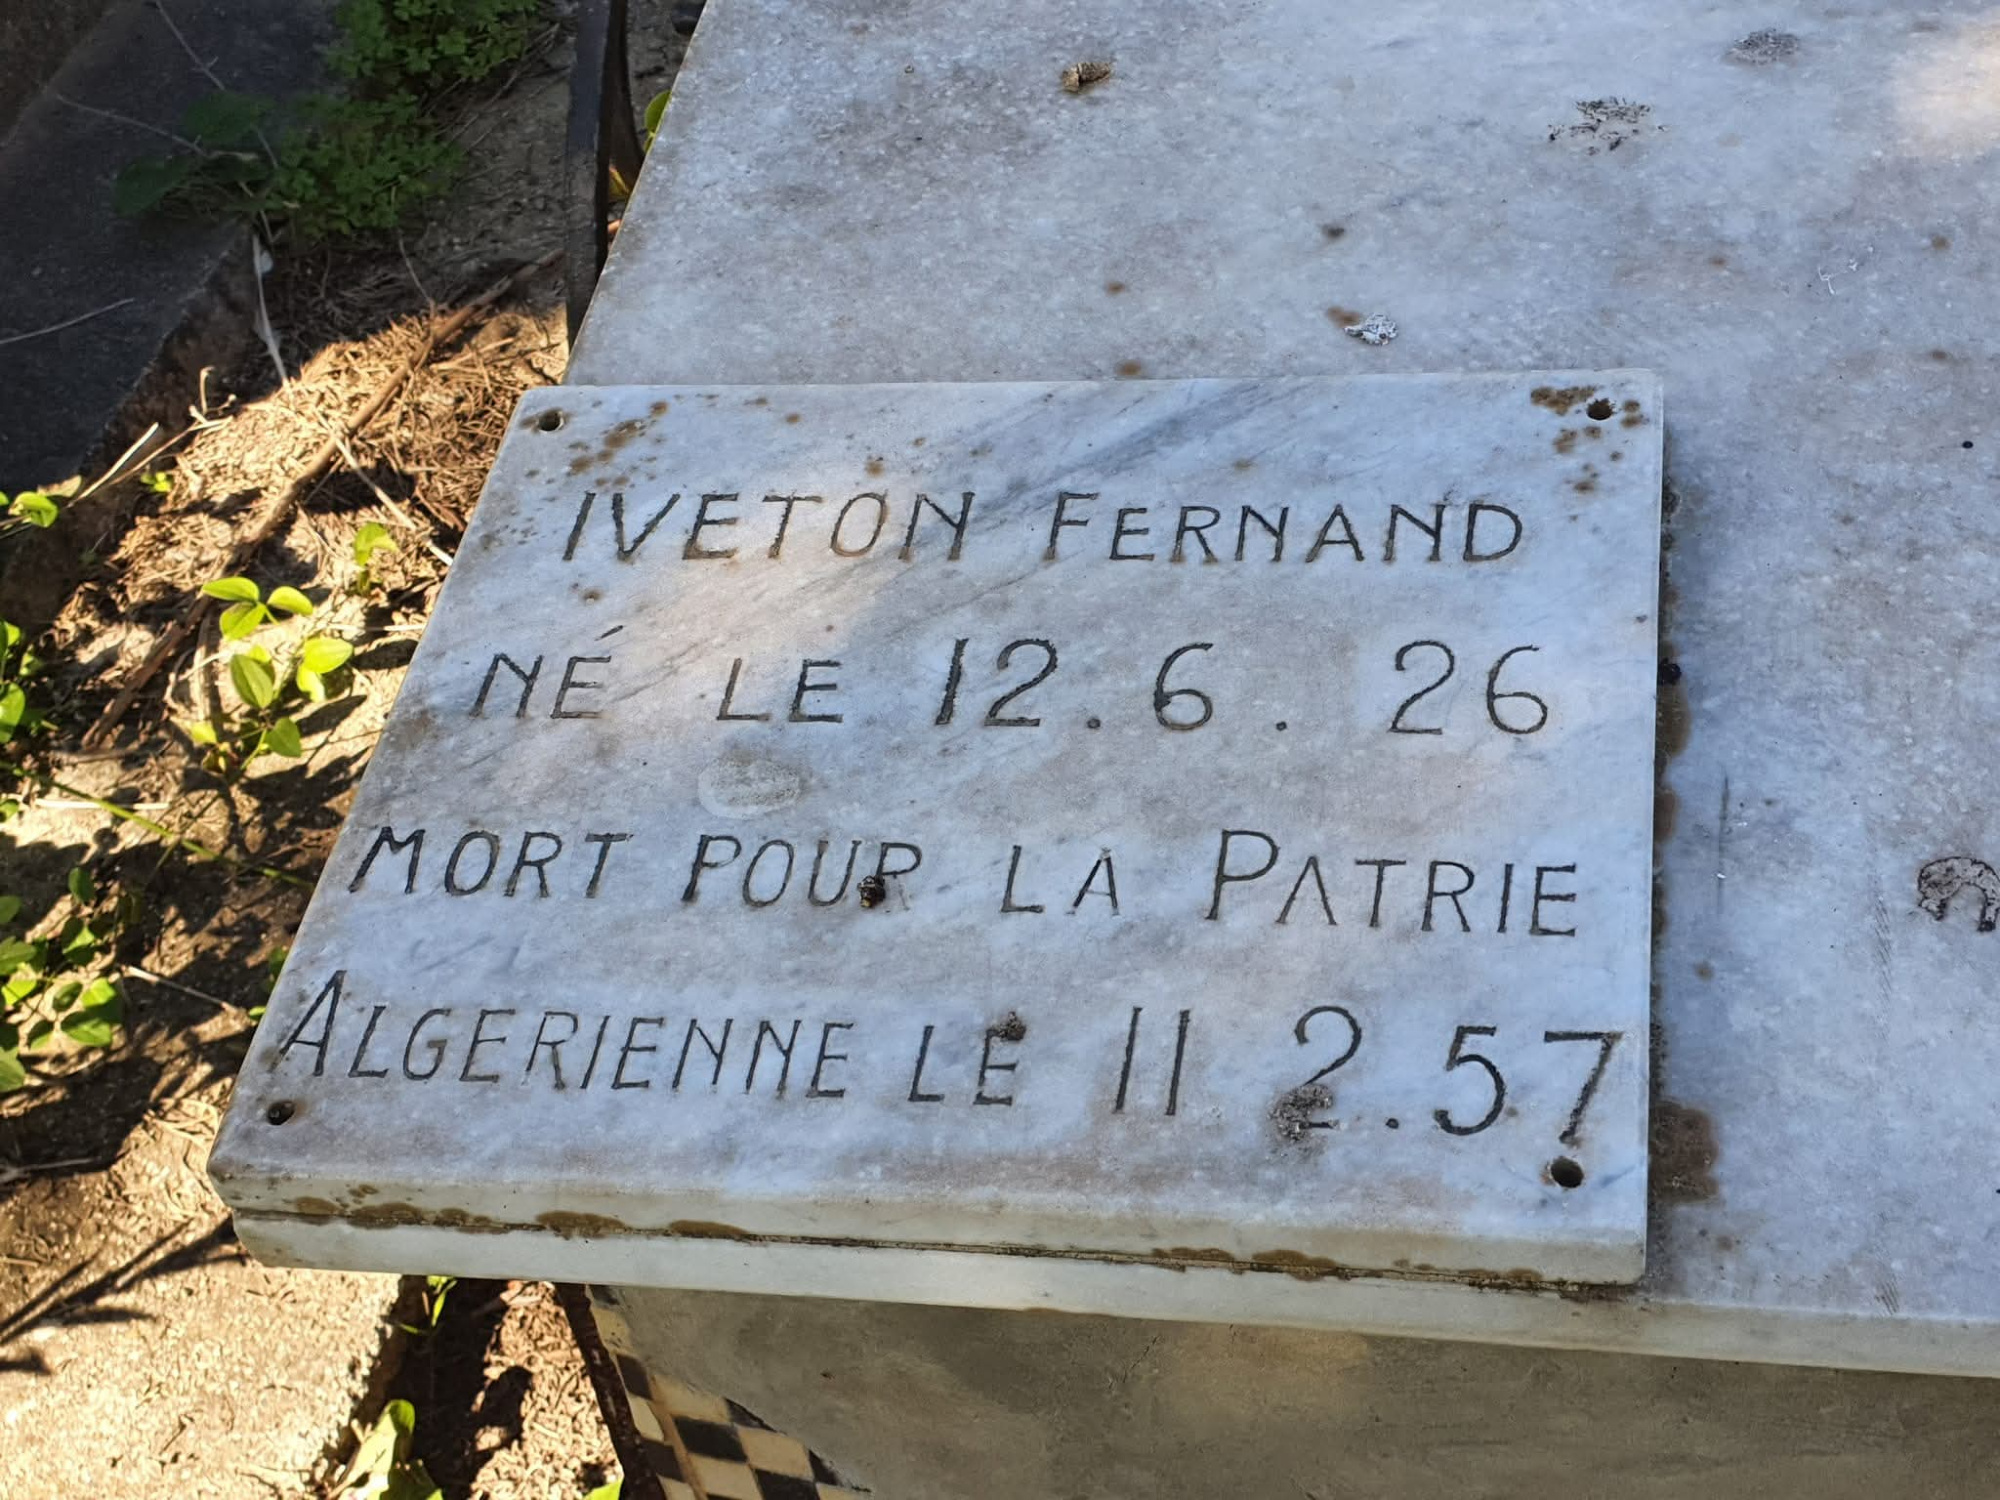 IVETON FERNAND
NÉ LE 12.6. 26
MORT POUR LA PATRIE
ALGERIENNE LE 11 2.57